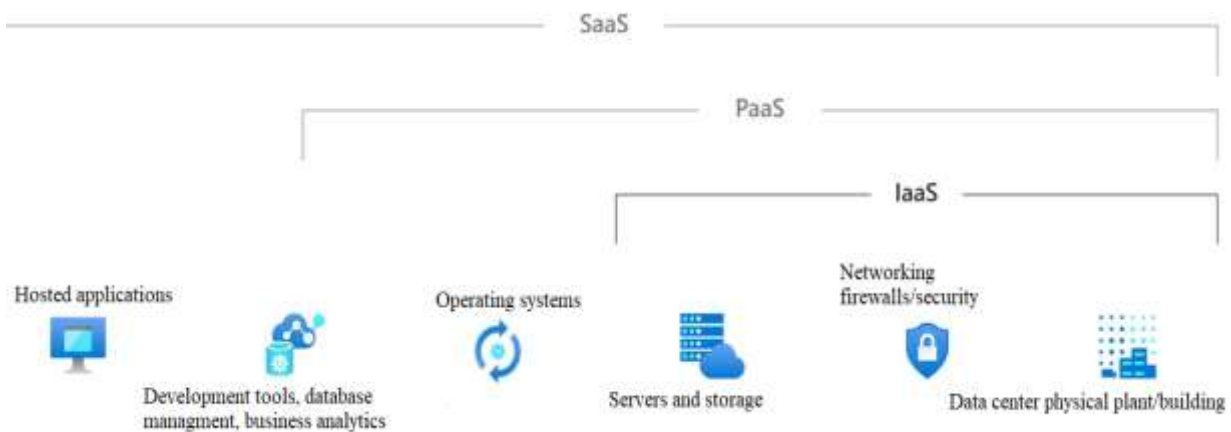 SaaS
PaaS
IaaS
Hosted applications
Development tools, database
managment, business analytics
Operating systems
Servers and storage
Networking
firewalls/security
Data center physical plant/building